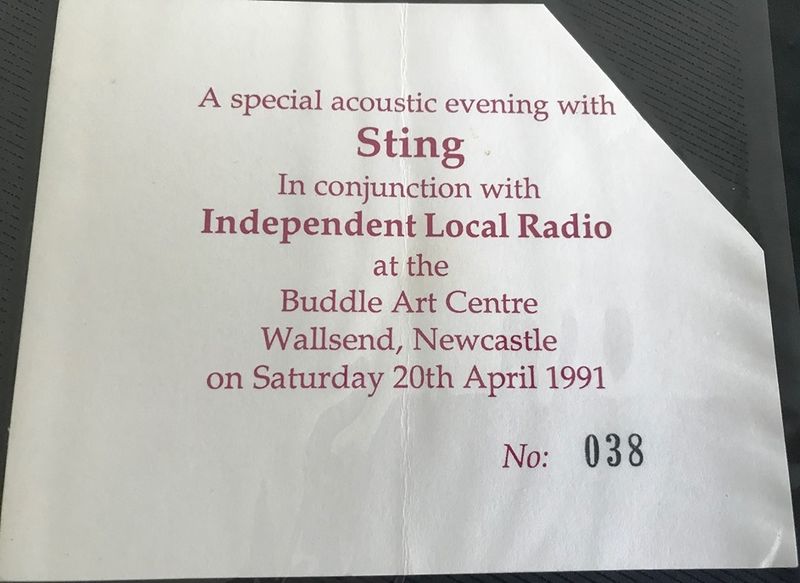 A special acoustic evening with
Sting
In conjunction with
Independent Local Radio
at the
Buddle Art Centre
Wallsend, Newcastle
on Saturday 20th April 1991
No: 038